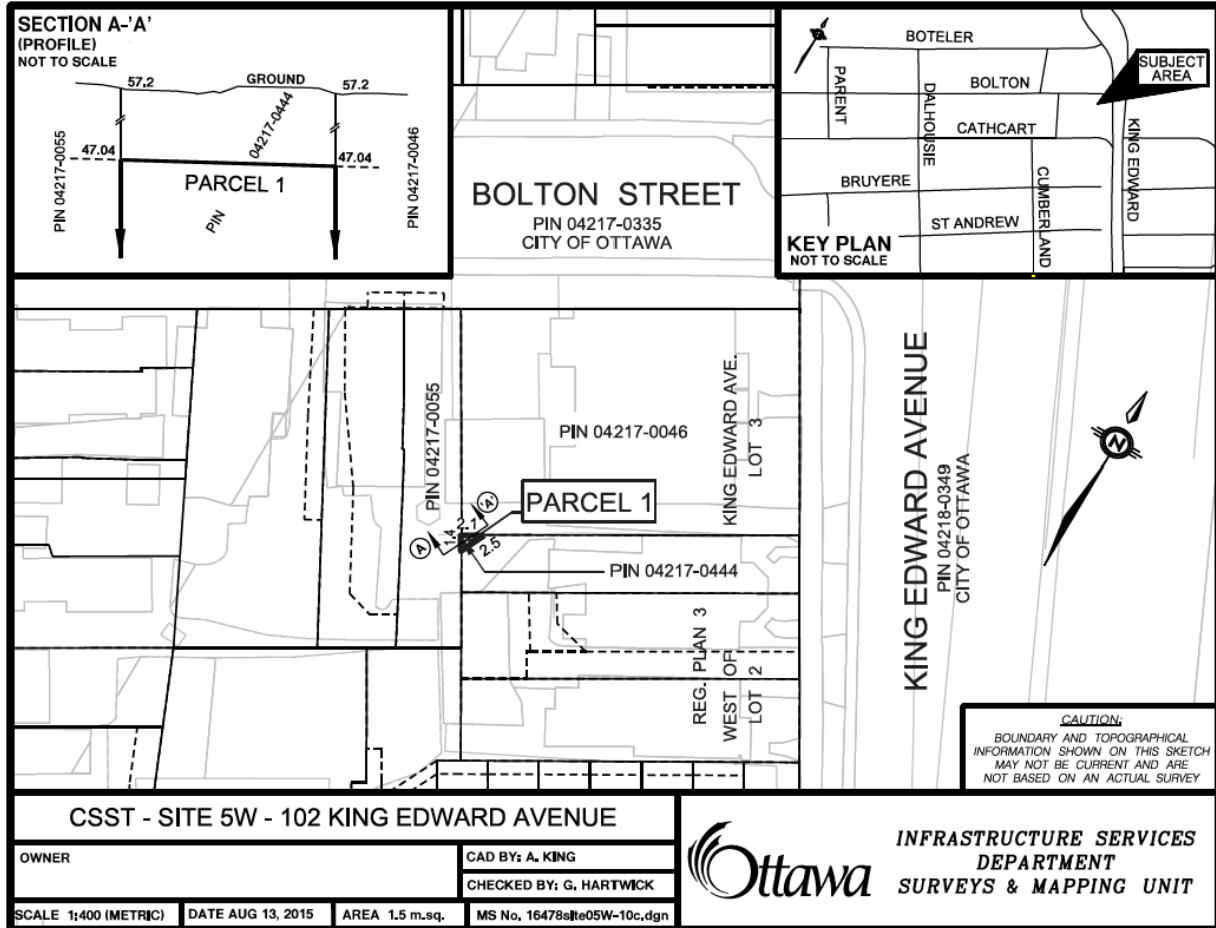 SECTION A-'A'
(PROFILE)
NOT TO SCALE
57.2
GROUND
57.2
04217-0444
PIN 04217-0055
47.04
47.04
PIN 04217-0046
PARCEL 1
PIN
BOLTON STREET
PIN 04217-0335
CITY OF OTTAWA
BOTELER
SUBJECT
AREA
PARENT
BOLTON
DALHOUSIE
CATHCART
KING EDWARD
BRUYERE
CUMBERLAND
ST ANDREW
KEY PLAN
NOT TO SCALE
PIN 04217-0055
PIN 04217-0046
KING EDWARD AVE.
LOT 3
PARCEL 1
'A'
A
2.1
1.4
2.5
PIN 04217-0444
REG. PLAN 3
WEST OF
LOT 2
KING EDWARD AVENUE
PIN 04218-0349
CITY OF OTTAWA
N
CAUTION:
BOUNDARY AND TOPOGRAPHICAL
INFORMATION SHOWN ON THIS SKETCH
MAY NOT BE CURRENT AND ARE
NOT BASED ON AN ACTUAL SURVEY
CSST - SITE 5W - 102 KING EDWARD AVENUE
OWNER
CAD BY: A. KING
CHECKED BY: G. HARTWICK
SCALE 1:400 (METRIC)
DATE AUG 13, 2015
AREA 1.5 m.sq.
MS No. 16478site05W-10c.dgn
Ottawa
INFRASTRUCTURE SERVICES
DEPARTMENT
SURVEYS & MAPPING UNIT